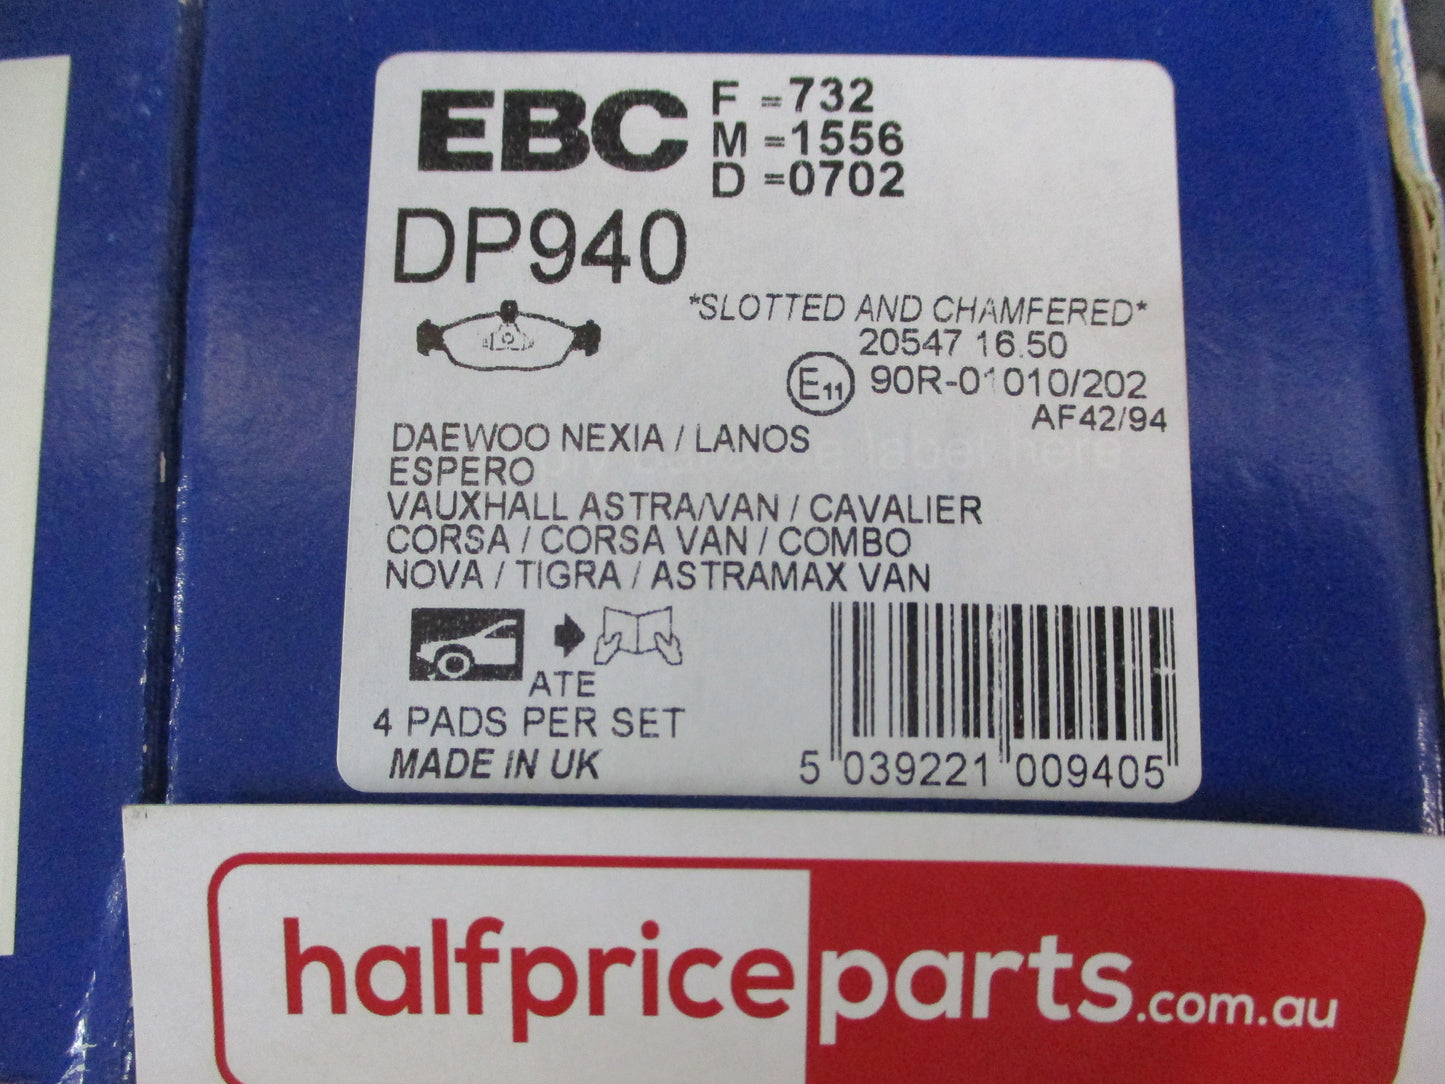 EBC
F =732
M =1556
D =0702
DP940
*SLOTTED AND CHAMFERED*
20547 16.50
E11 90R-01010/202
AF42/94
DAEWOO NEXIA / LANOS
ESPERO
VAUXHALL ASTRA/VAN / CAVALIER
CORSA / CORSA VAN / COMBO
NOVA / TIGRA / ASTRAMAX VAN
ATE
4 PADS PER SET
MADE IN UK
5 039221 009405
halfpriceparts.com.au